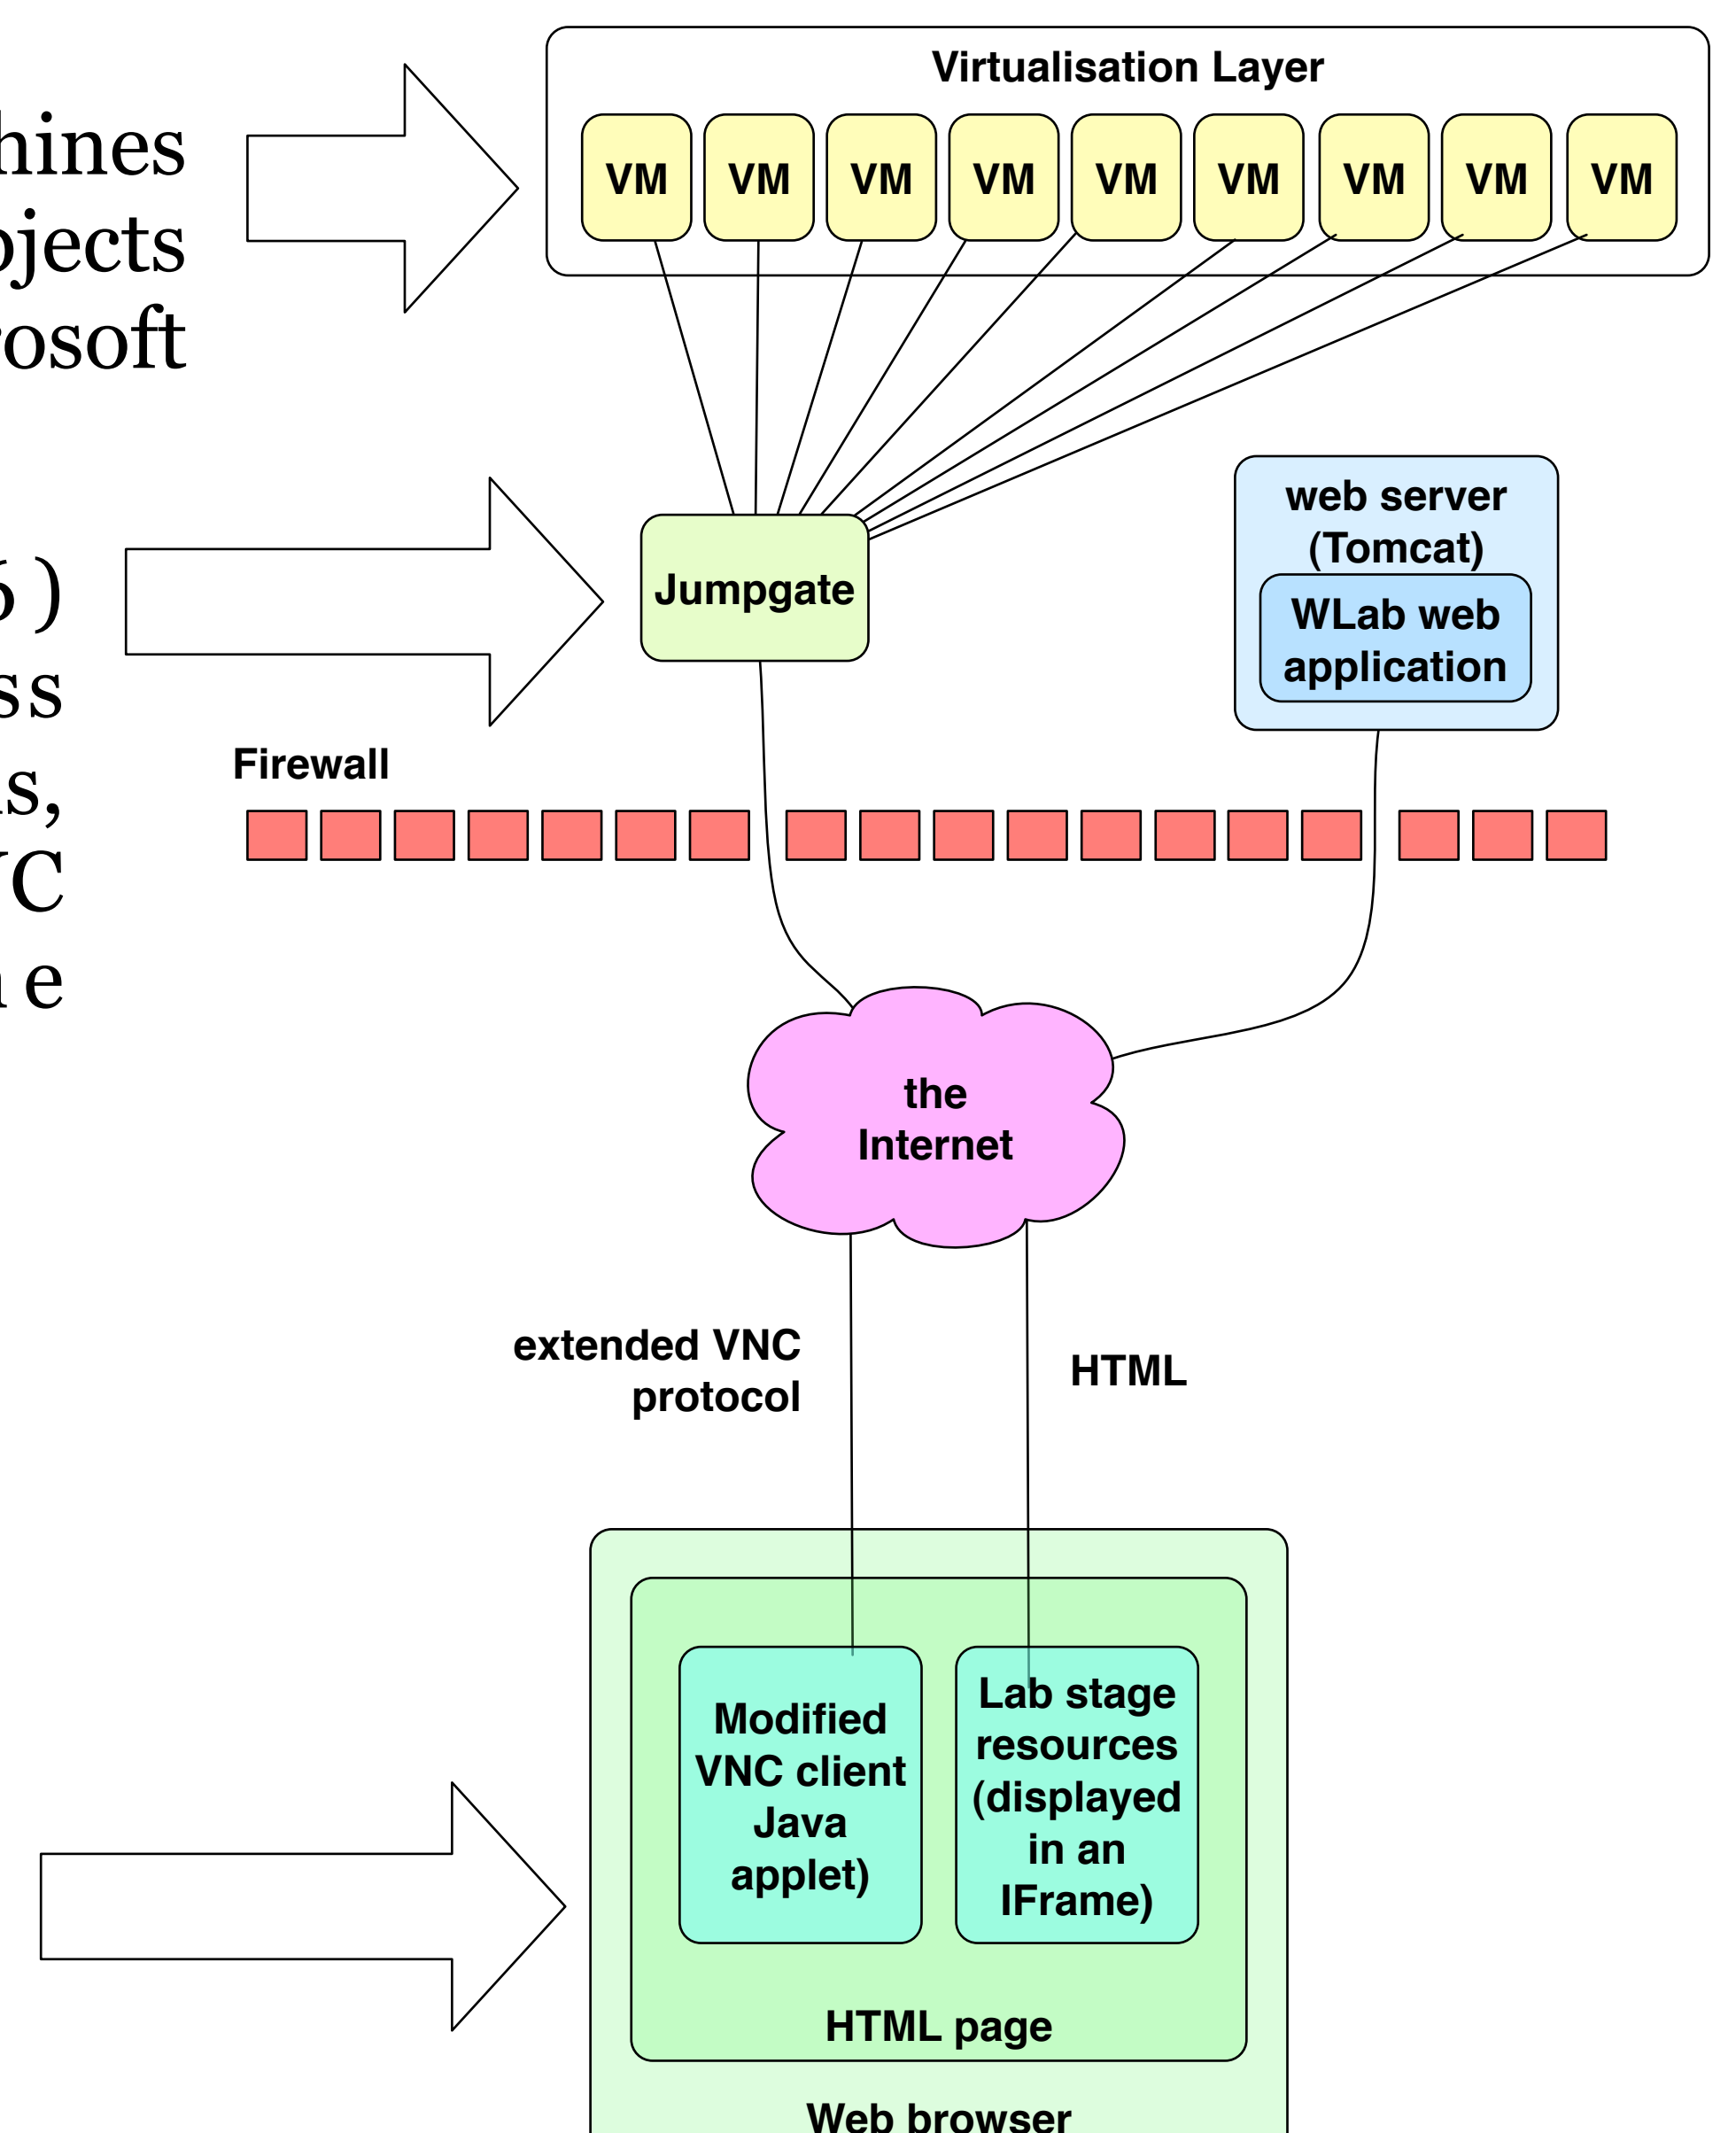 Virtualisation Layer
VM VM VM VM VM VM VM VM VM
hines
ojects
rosoft
web server
(Tomcat)
WLab web
application
Jumpgate
6 )
ss
s,
Firewall
C
e
the
Internet
extended VNC
protocol
HTML
Modified
VNC client
Java
applet)
Lab stage
resources
(displayed
in an
IFrame)
HTML page
Web browser